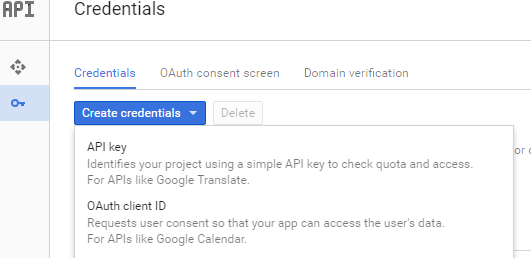 API
Credentials
Credentials OAuth consent screen Domain verification
Create credentials Delete
API key
Identifies your project using a simple API key to check quota and access.
For APIs like Google Translate.
or
OAuth client ID
Requests user consent so that your app can access the user's data.
For APIs like Google Calendar.